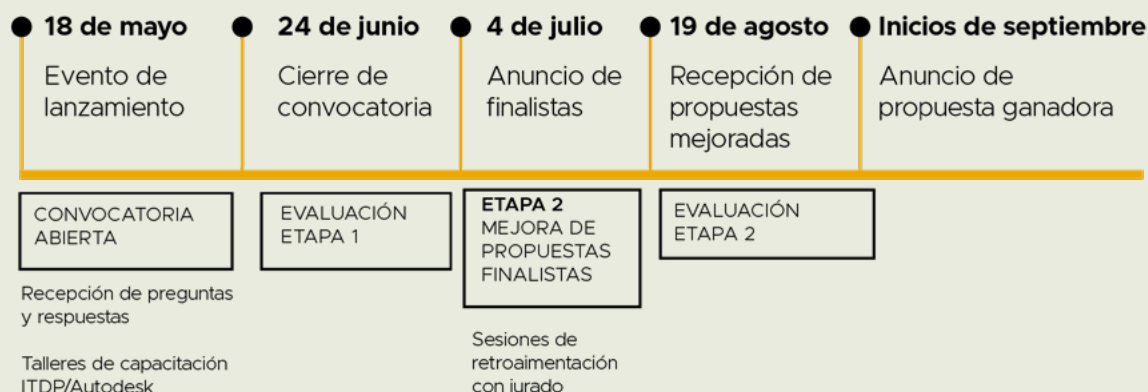 18 de mayo
Evento de
lanzamiento
24 de junio
Cierre de
convocatoria
4 de julio
Anuncio de
finalistas
19 de agosto
Recepción de
propuestas
mejoradas
Inicios de septiembre
Anuncio de
propuesta ganadora
CONVOCATORIA
ABIERTA
Recepción de preguntas
y respuestas
Talleres de capacitación
ITDP/Autodesk
EVALUACIÓN
ETAPA 1
ETAPA 2
MEJORA DE
PROPUESTAS
FINALISTAS
Sesiones de
retroaimentación
con jurado
EVALUACIÓN
ETAPA 2